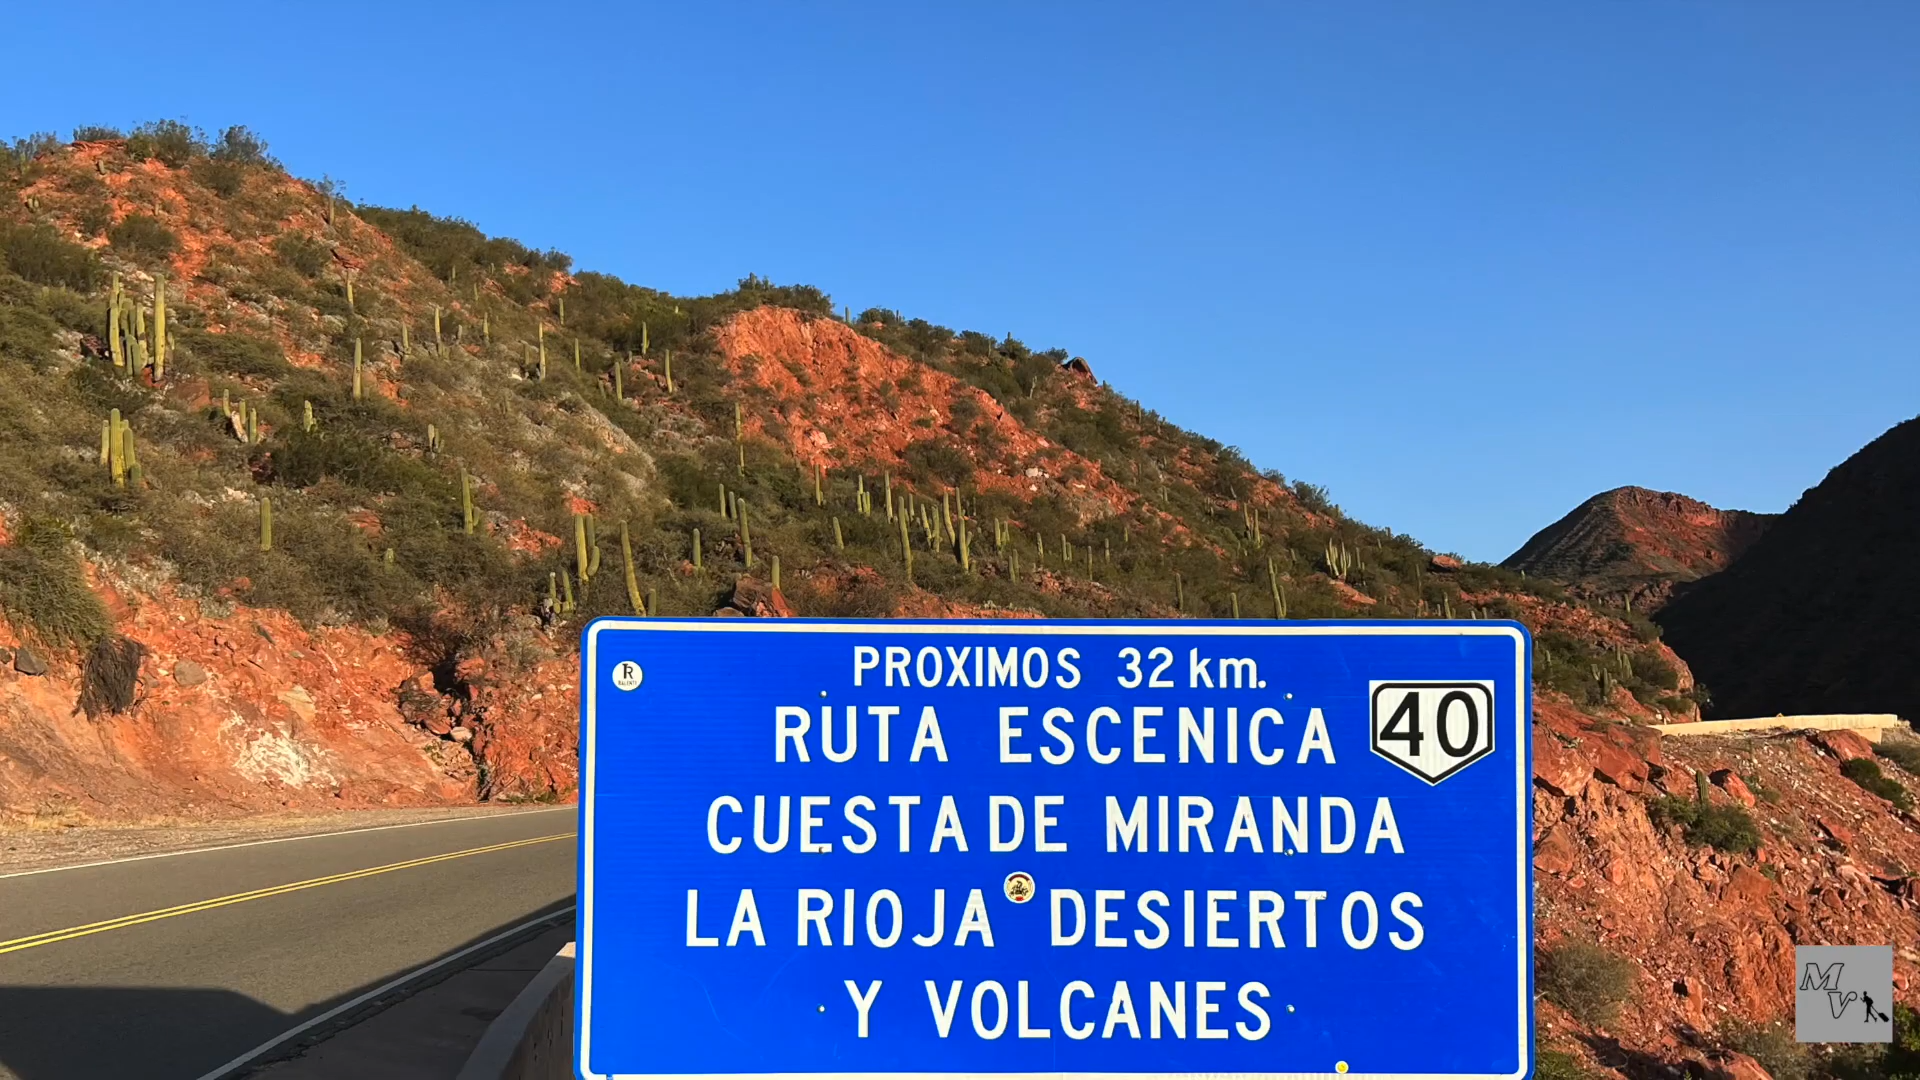 PROXIMOS 32 km.
RUTA ESCENICA
40
CUESTA DE MIRANDA
LA RIOJA DESIERTOS
Y VOLCANES
R
MV